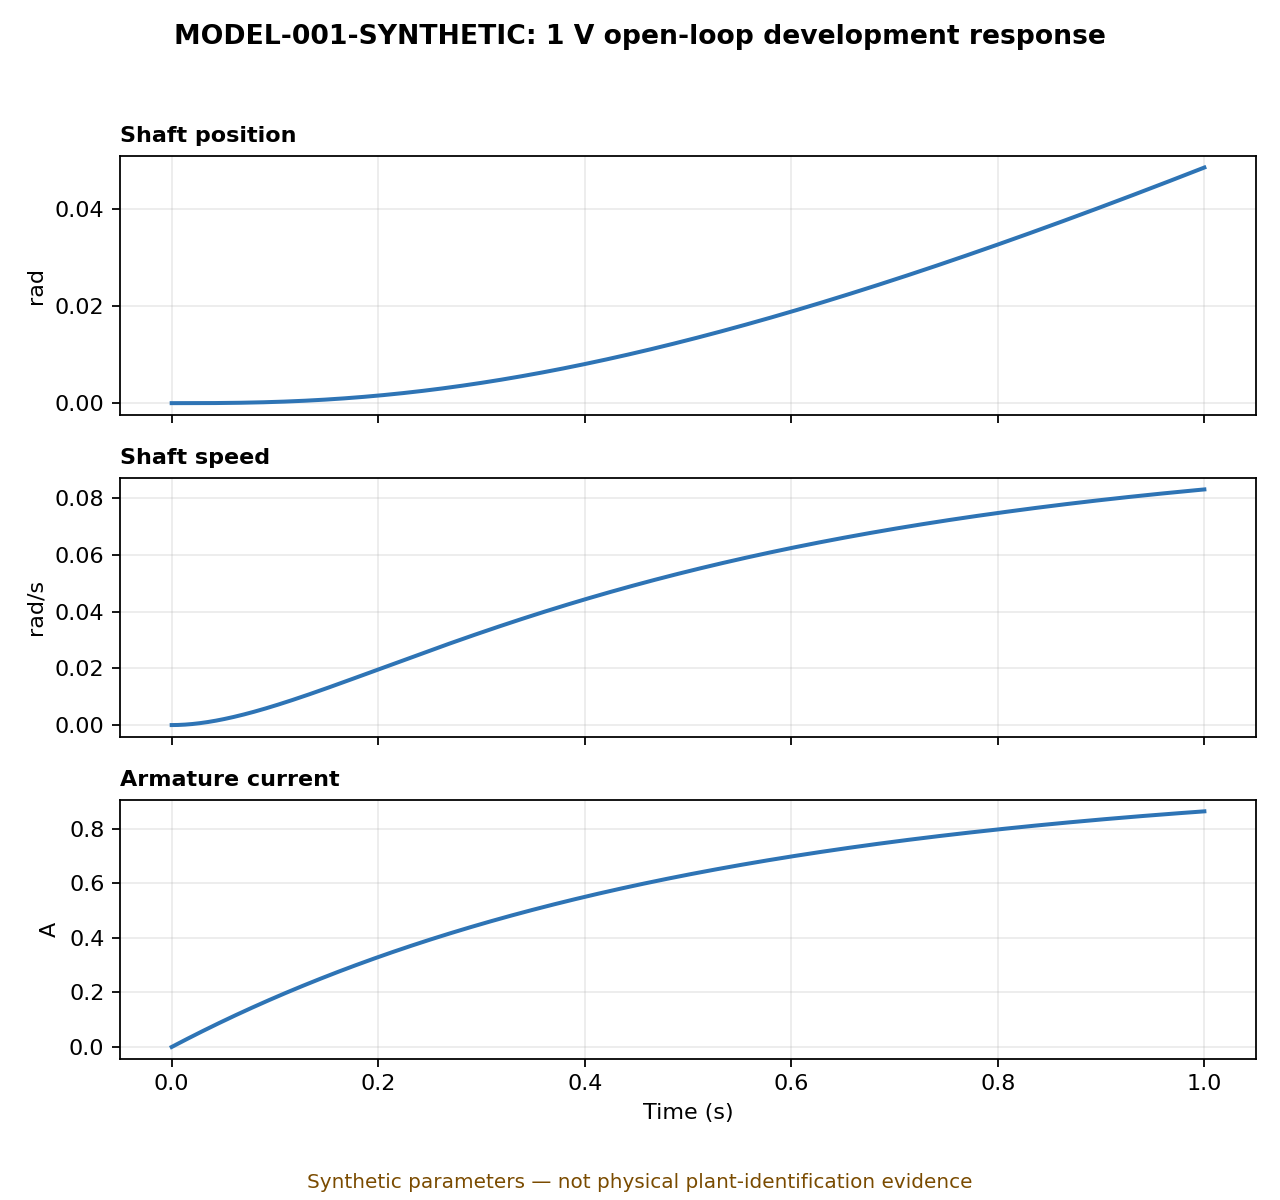 MODEL-001-SYNTHETIC: 1 V open-loop development response
Shaft position
rad
0.04
0.02
0.00
Shaft speed
rad/s
0.08
0.06
0.04
0.02
0.00
Armature current
A
0.8
0.6
0.4
0.2
0.0
0.0 0.2 0.4 0.6 0.8 1.0
Time (s)
Synthetic parameters — not physical plant-identification evidence